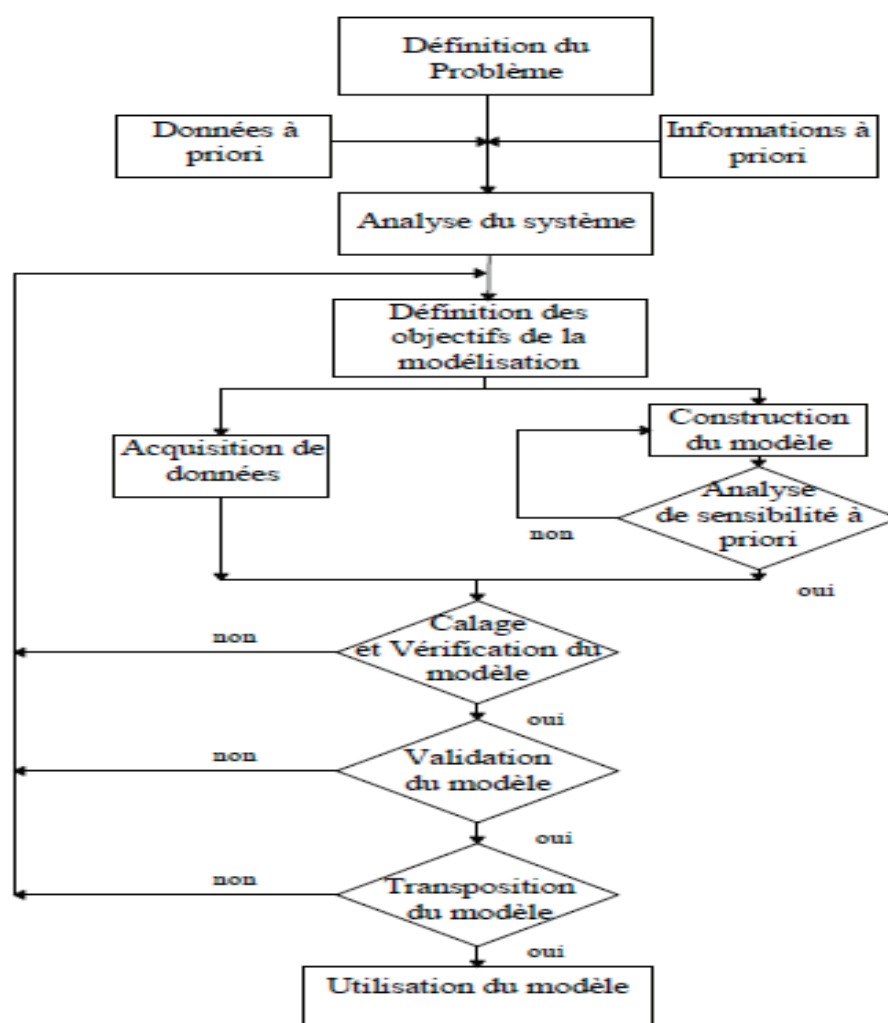 Définition du
Problème
Données à
priori
Informations à
priori
Analyse du système
Définition des
objectifs de la
modélisation
Acquisition de
données
Construction
du modèle
Analyse
de sensibilité à
priori
non
oui
Calage
et Vérification du
modèle
non
oui
Validation
du modèle
non
oui
Transposition
du modèle
non
oui
Utilisation du modèle